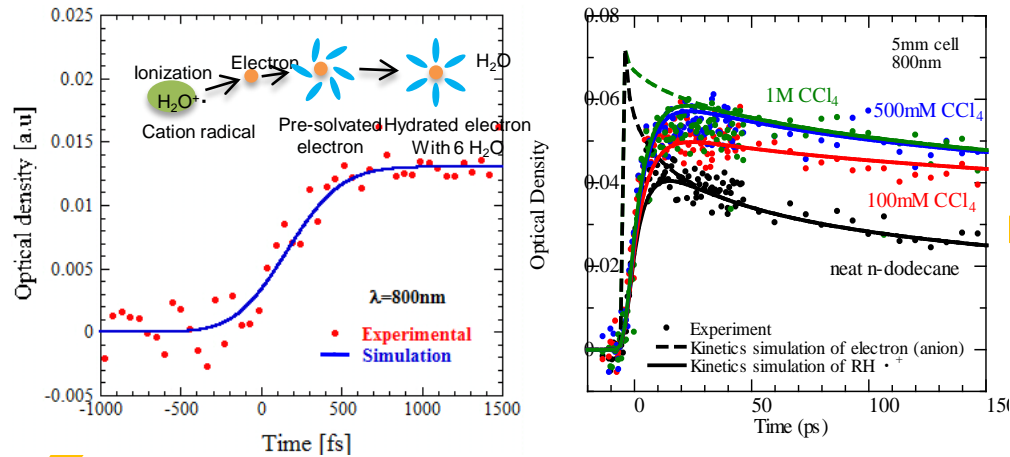 0.025
0.02
0.015
0.01
0.005
0
-0.005
Optical density [a.u]
Ionization
Electron
H2O
H2O+·
Cation radical
Pre-solvated
electron
Hydrated electron
With 6 H2O
λ=800nm
Experimental
Simulation
-1000
-500
0
500
1000
1500
Time [fs]
0.08
0.06
0.04
0.02
0
Optical Density
5mm cell
800nm
1M CCl4
500mM CCl4
100mM CCl4
neat n-dodecane
Experiment
Kinetics simulation of electron (anion)
Kinetics simulation of RH ·+
0
50
100
150
Time (ps)